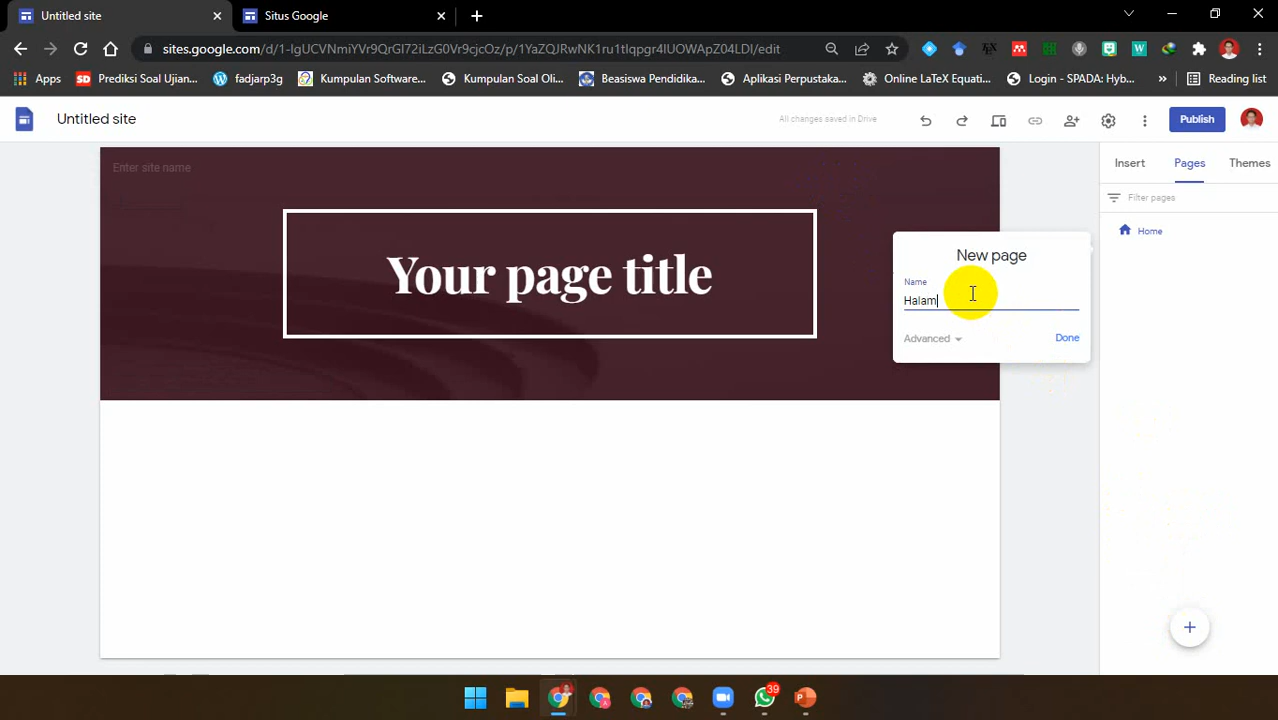 Untitled site
Situs Google
sites.google.com/d/1-IgUCVNmiYVr9QrGl72iLzG0Vr9cjcOz/p/1YaZQJRwNK1ru1tlqpgr4lUOWApZ04LDl/edit
Apps
Prediksi Soal Ujian...
fadjarp3g
Kumpulan Software...
Kumpulan Soal Oli...
Beasiswa Pendidika...
Aplikasi Perpustaka...
Online LaTeX Equati...
Login - SPADA: Hyb...
Reading list
Untitled site
All changes saved in Drive
Publish
Enter site name
Insert
Pages
Themes
Filter pages
Home
Your page title
New page
Name
Halam
Advanced
Done
39